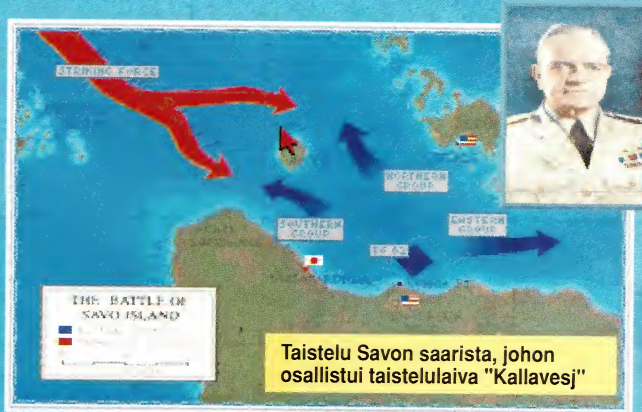 STRIKING FORCE
NORTHERN
GROUP
SOUTHERN
GROUP
EASTERN
GROUP
TF 62
THE BATTLE OF
SAVO ISLAND
Taistelu Savon saarista, johon
osallistui taistelulaiva "Kallavesj"